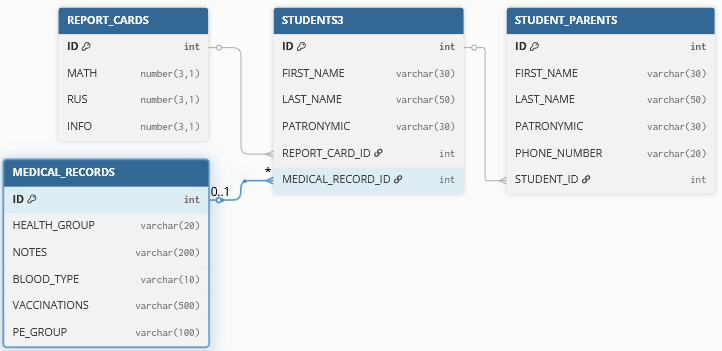 REPORT_CARDS
ID int
MATH number(3,1)
RUS number(3,1)
INFO number(3,1)
MEDICAL_RECORDS
ID int
HEALTH_GROUP varchar(20)
NOTES varchar(200)
BLOOD_TYPE varchar(10)
VACCINATIONS varchar(500)
PE_GROUP varchar(100)
0..1
*
STUDENTS3
ID int
FIRST_NAME varchar(30)
LAST_NAME varchar(50)
PATRONYMIC varchar(30)
REPORT_CARD_ID int
MEDICAL_RECORD_ID int
STUDENT_PARENTS
ID int
FIRST_NAME varchar(30)
LAST_NAME varchar(50)
PATRONYMIC varchar(30)
PHONE_NUMBER varchar(20)
STUDENT_ID int